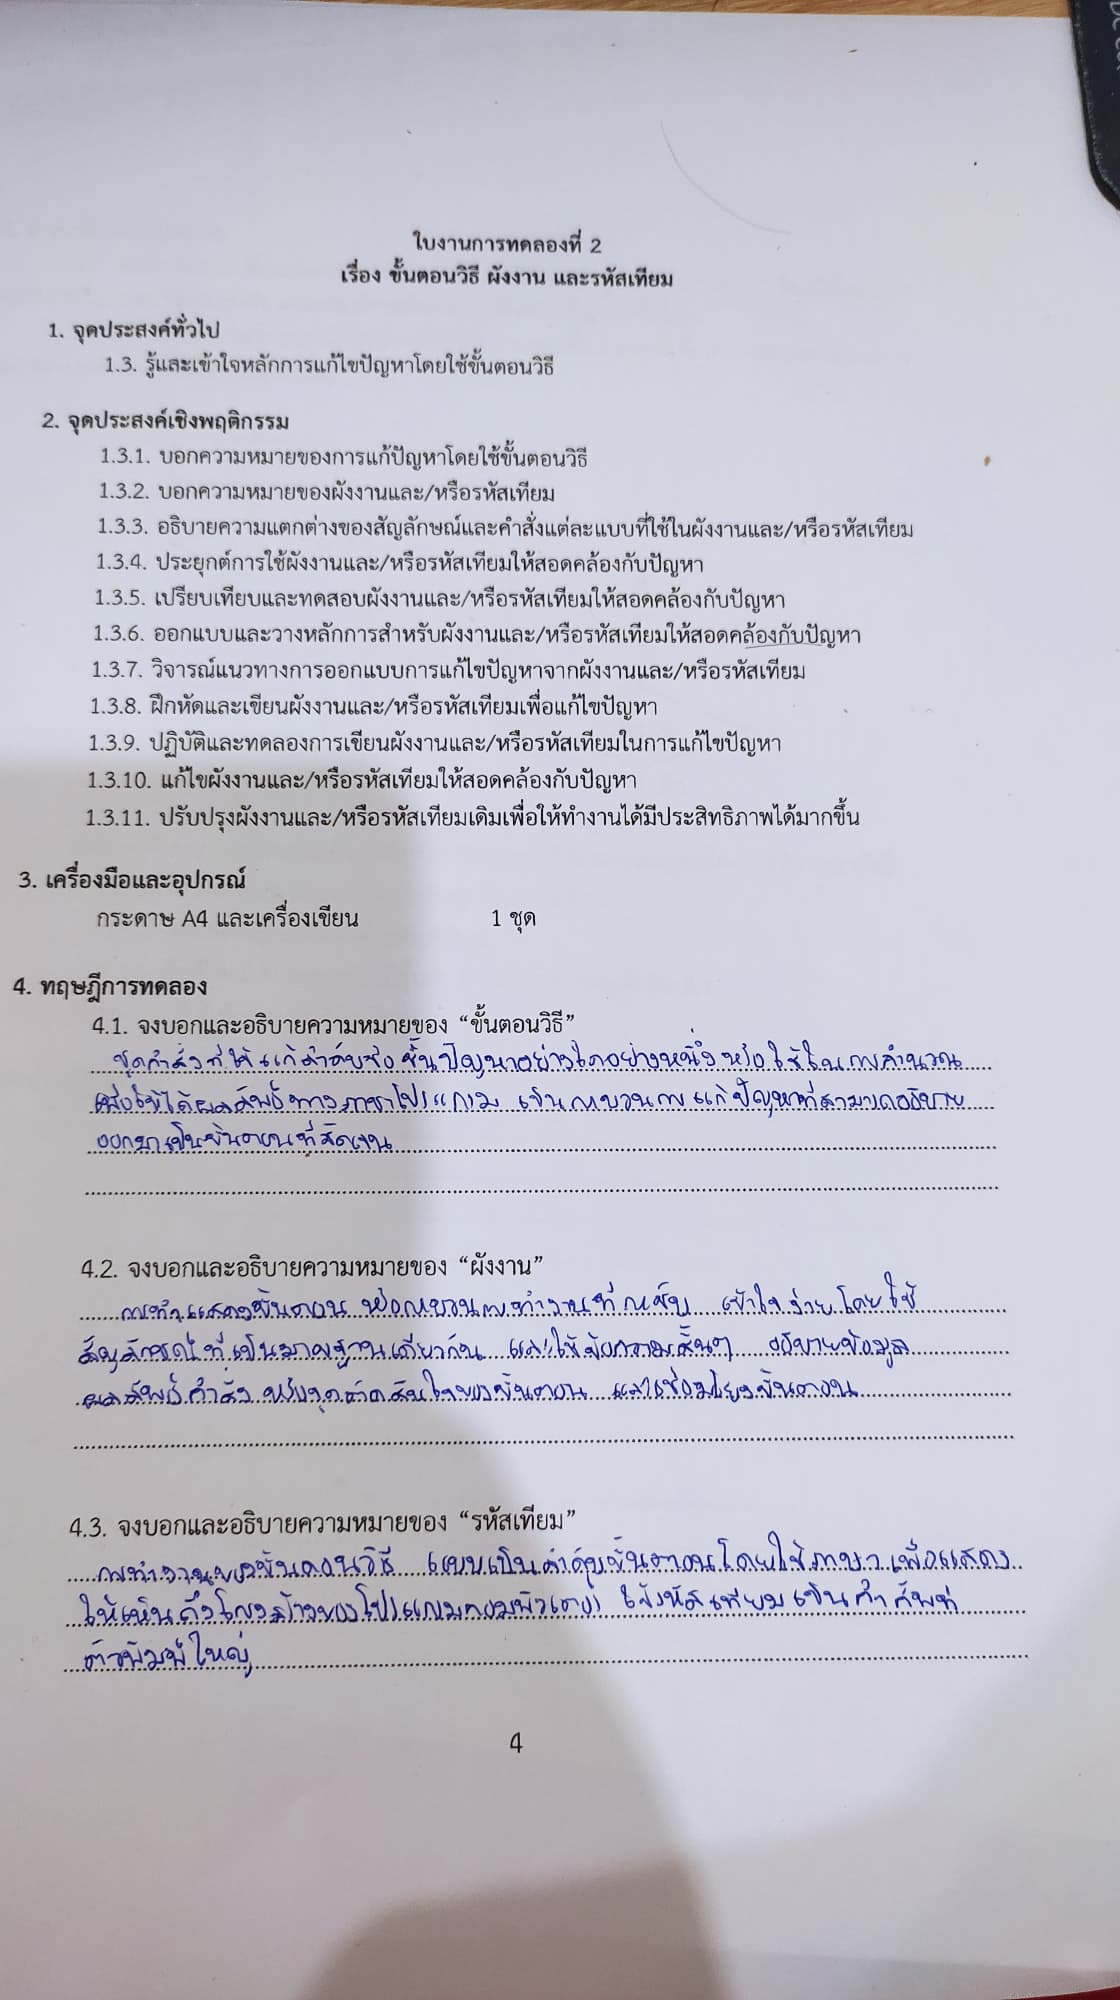 ใบงานการทดลองที่ 2
เรื่อง ขั้นตอนวิธี ผังงาน และรหัสเทียม
1. จุดประสงค์ทั่วไป
1.3. รู้และเข้าใจหลักการแก้ไขปัญหาโดยใช้ขั้นตอนวิธี
2. จุดประสงค์เชิงพฤติกรรม
1.3.1. บอกความหมายของการแก้ปัญหาโดยใช้ขั้นตอนวิธี
1.3.2. บอกความหมายของผังงานและ/หรือรหัสเทียม
1.3.3. อธิบายความแตกต่างของสัญลักษณ์และคำสั่งแต่ละแบบที่ใช้ในผังงานและ/หรือรหัสเทียม
1.3.4. ประยุกต์การใช้ผังงานและ/หรือรหัสเทียมให้สอดคล้องกับปัญหา
1.3.5. เปรียบเทียบและทดสอบผังงานและ/หรือรหัสเทียมให้สอดคล้องกับปัญหา
1.3.6. ออกแบบและวางหลักการสำหรับผังงานและ/หรือรหัสเทียมให้สอดคล้องกับปัญหา
1.3.7. วิจารณ์แนวทางการออกแบบการแก้ไขปัญหาจากผังงานและ/หรือรหัสเทียม
1.3.8. ฝึกหัดและเขียนผังงานและ/หรือรหัสเทียมเพื่อแก้ไขปัญหา
1.3.9. ปฏิบัติและทดลองการเขียนผังงานและ/หรือรหัสเทียมในการแก้ไขปัญหา
1.3.10. แก้ไขผังงานและ/หรือรหัสเทียมให้สอดคล้องกับปัญหา
1.3.11. ปรับปรุงผังงานและ/หรือรหัสเทียมเดิมเพื่อให้ทำงานได้มีประสิทธิภาพได้มากขึ้น
3. เครื่องมือและอุปกรณ์
กระดาษ A4 และเครื่องเขียน 1 ชุด
4. ทฤษฎีการทดลอง
4.1. จงบอกและอธิบายความหมายของ “ขั้นตอนวิธี”
ชุดคำสั่งที่ใช้แก้ ปัญหาอย่างใดอย่างหนึ่ง หรือใช้ในการคำนวณ
เพื่อให้ได้ผลลัพธ์ทางภาษาโปรแกรม เป็นกระบวนการแก้ปัญหาที่สามารถอธิบาย
ออกมาเป็นขั้นตอนที่ชัดเจน
4.2. จงบอกและอธิบายความหมายของ “ผังงาน”
การทำแสดงขั้นตอน หรือกระบวนการทำงานที่กระชับ เข้าใจง่าย โดยใช้
สัญลักษณ์ที่เป็นมาตรฐานเดียวกัน และใช้ข้อความสั้นๆ อธิบายข้อมูล
ผลลัพธ์ คำสั่ง หรือจุดตัดสินใจของขั้นตอน และเชื่อมโยงขั้นตอน
4.3. จงบอกและอธิบายความหมายของ “รหัสเทียม”
การทำงานของขั้นตอนวิธี แบบเป็นลำดับขั้นตอนโดยใช้ภาษา เพื่อแสดง
ให้เห็นถึงโครงสร้างของโปรแกรมคอมพิวเตอร์ ใช้รหัสเทียมเป็นคำศัพท์
ตัวพิมพ์ใหญ่
4